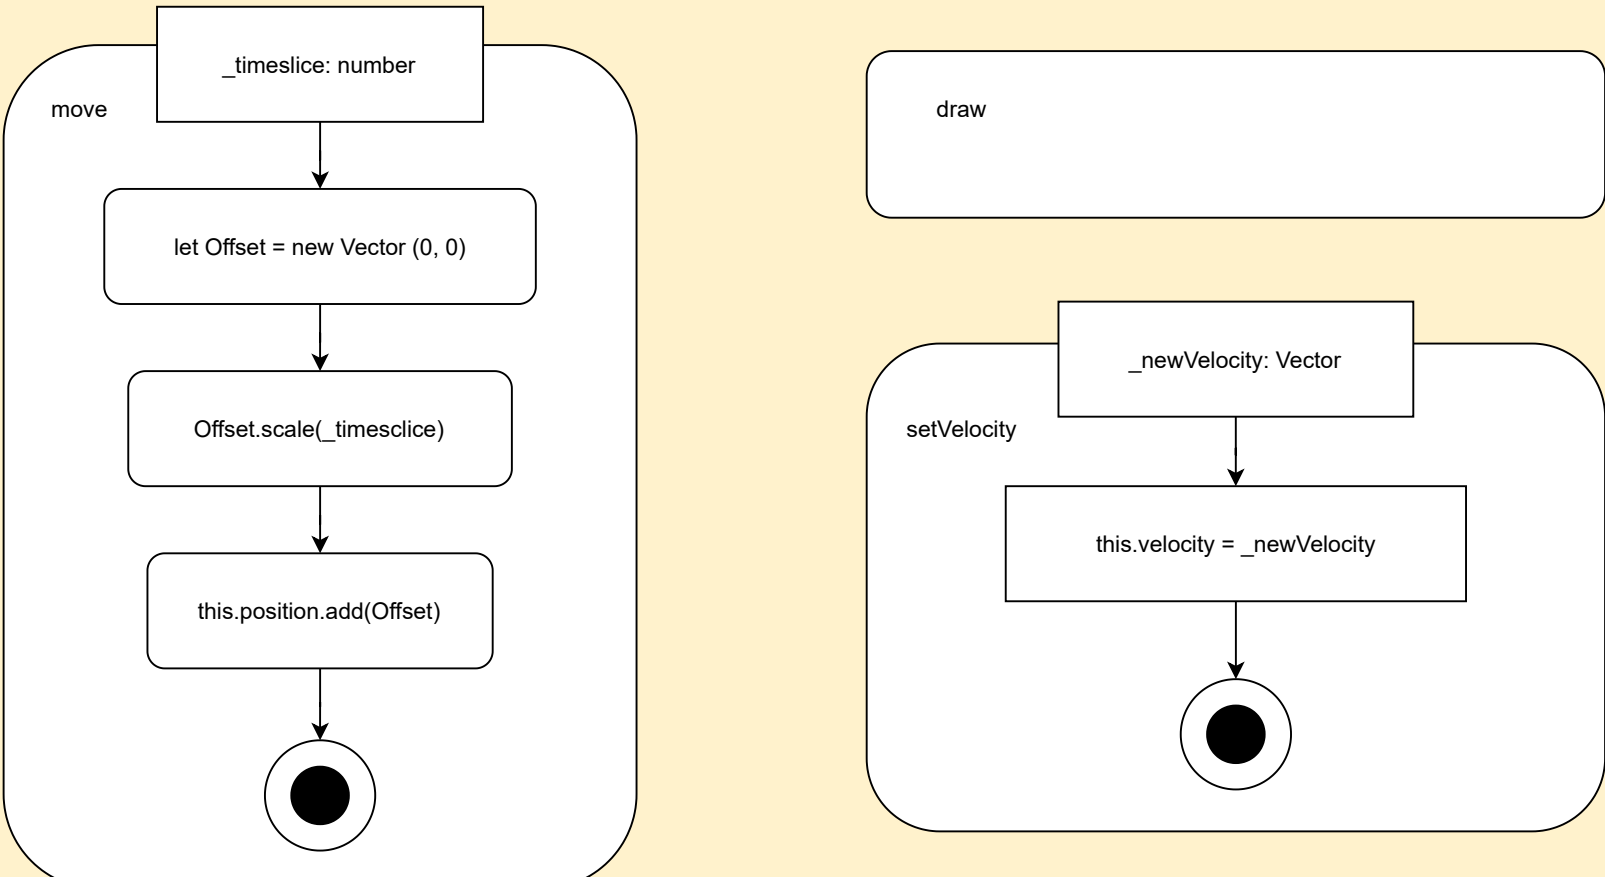 _timeslice: number
move
let Offset = new Vector (0, 0)
Offset.scale(_timesclice)
this.position.add(Offset)
draw
_newVelocity: Vector
setVelocity
this.velocity = _newVelocity